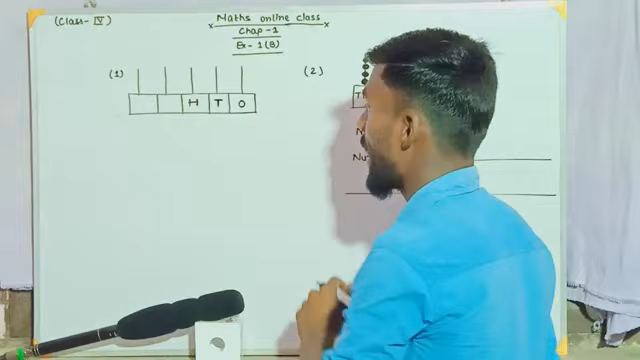 (Class- IV)
Maths online class
Chap-1
Ex-1(B)
(1)
H T O
(2)